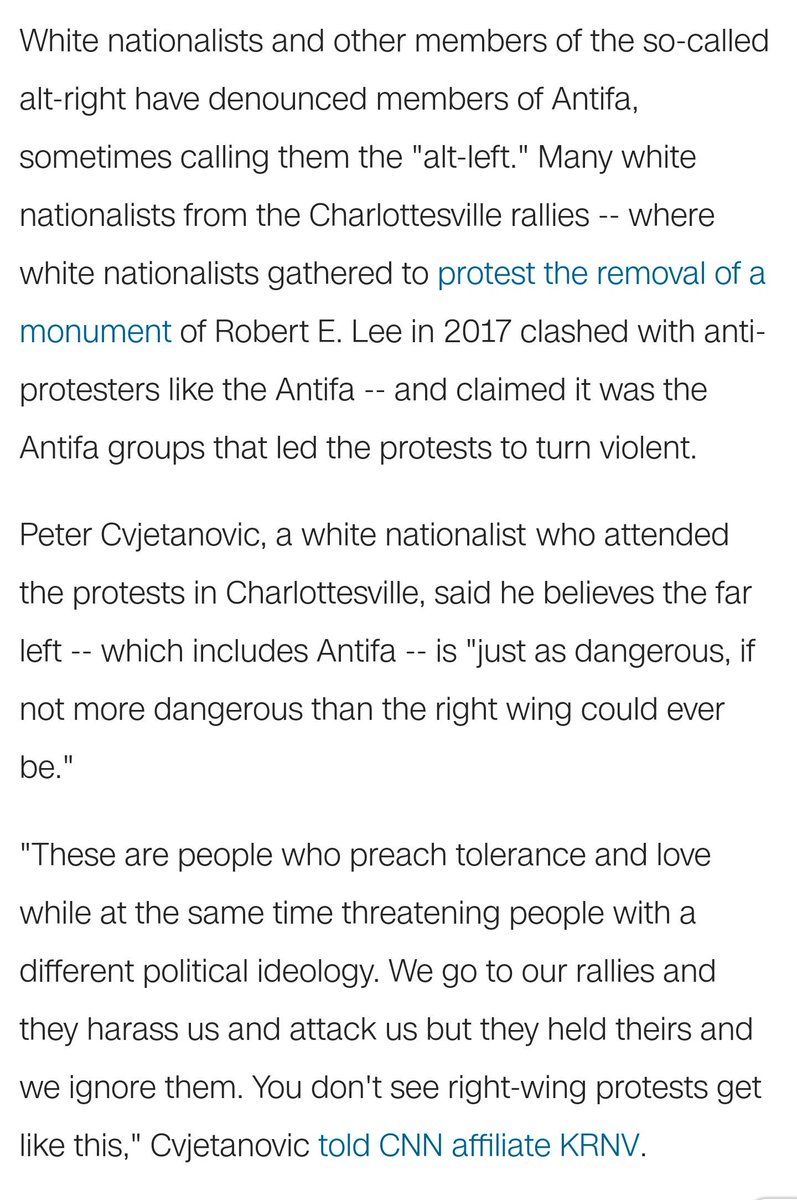 White nationalists and other members of the so-called
alt-right have denounced members of Antifa,
sometimes calling them the "alt-left." Many white
nationalists from the Charlottesville rallies -- where
white nationalists gathered to protest the removal of a
monument of Robert E. Lee in 2017 clashed with anti-
protesters like the Antifa -- and claimed it was the
Antifa groups that led the protests to turn violent.
Peter Cvjetanovic, a white nationalist who attended
the protests in Charlottesville, said he believes the far
left -- which includes Antifa -- is "just as dangerous, if
not more dangerous than the right wing could ever
be."
"These are people who preach tolerance and love
while at the same time threatening people with a
different political ideology. We go to our rallies and
they harass us and attack us but they held theirs and
we ignore them. You don't see right-wing protests get
like this," Cvjetanovic told CNN affiliate KRNV.